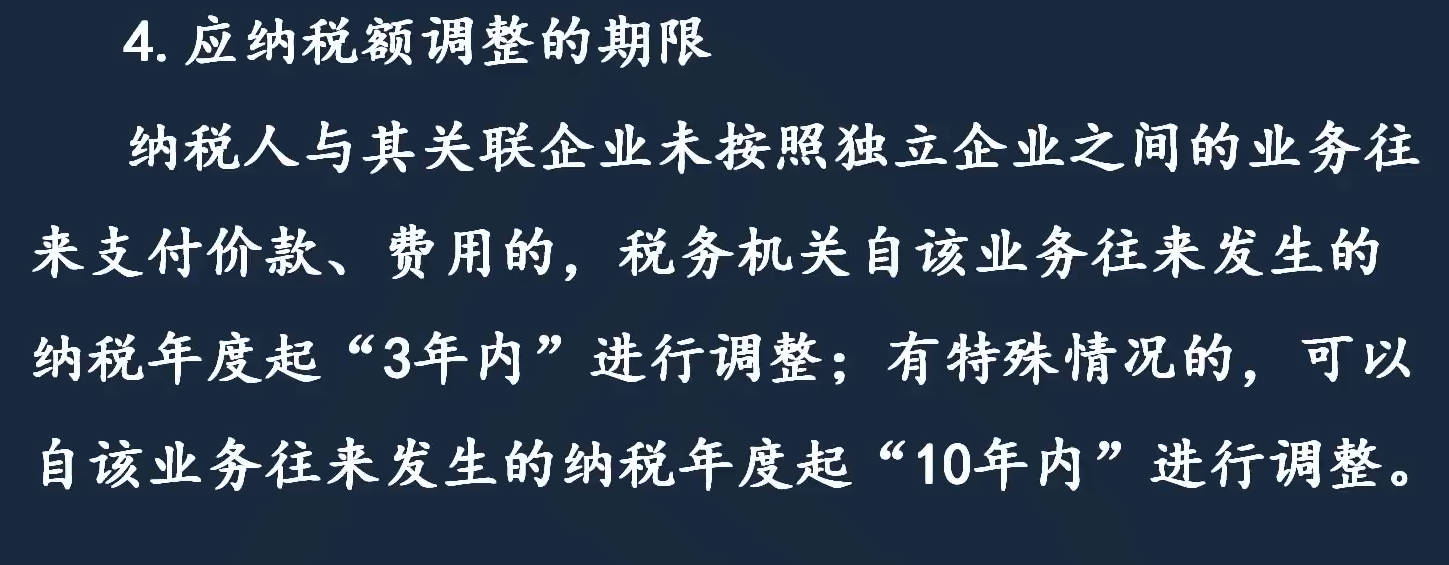 4. 应纳税额调整的期限
纳税人与其关联企业未按照独立企业之间的业务往
来支付价款、费用的，税务机关自该业务往来发生的
纳税年度起“3年内”进行调整；有特殊情况的，可以
自该业务往来发生的纳税年度起“10年内”进行调整。